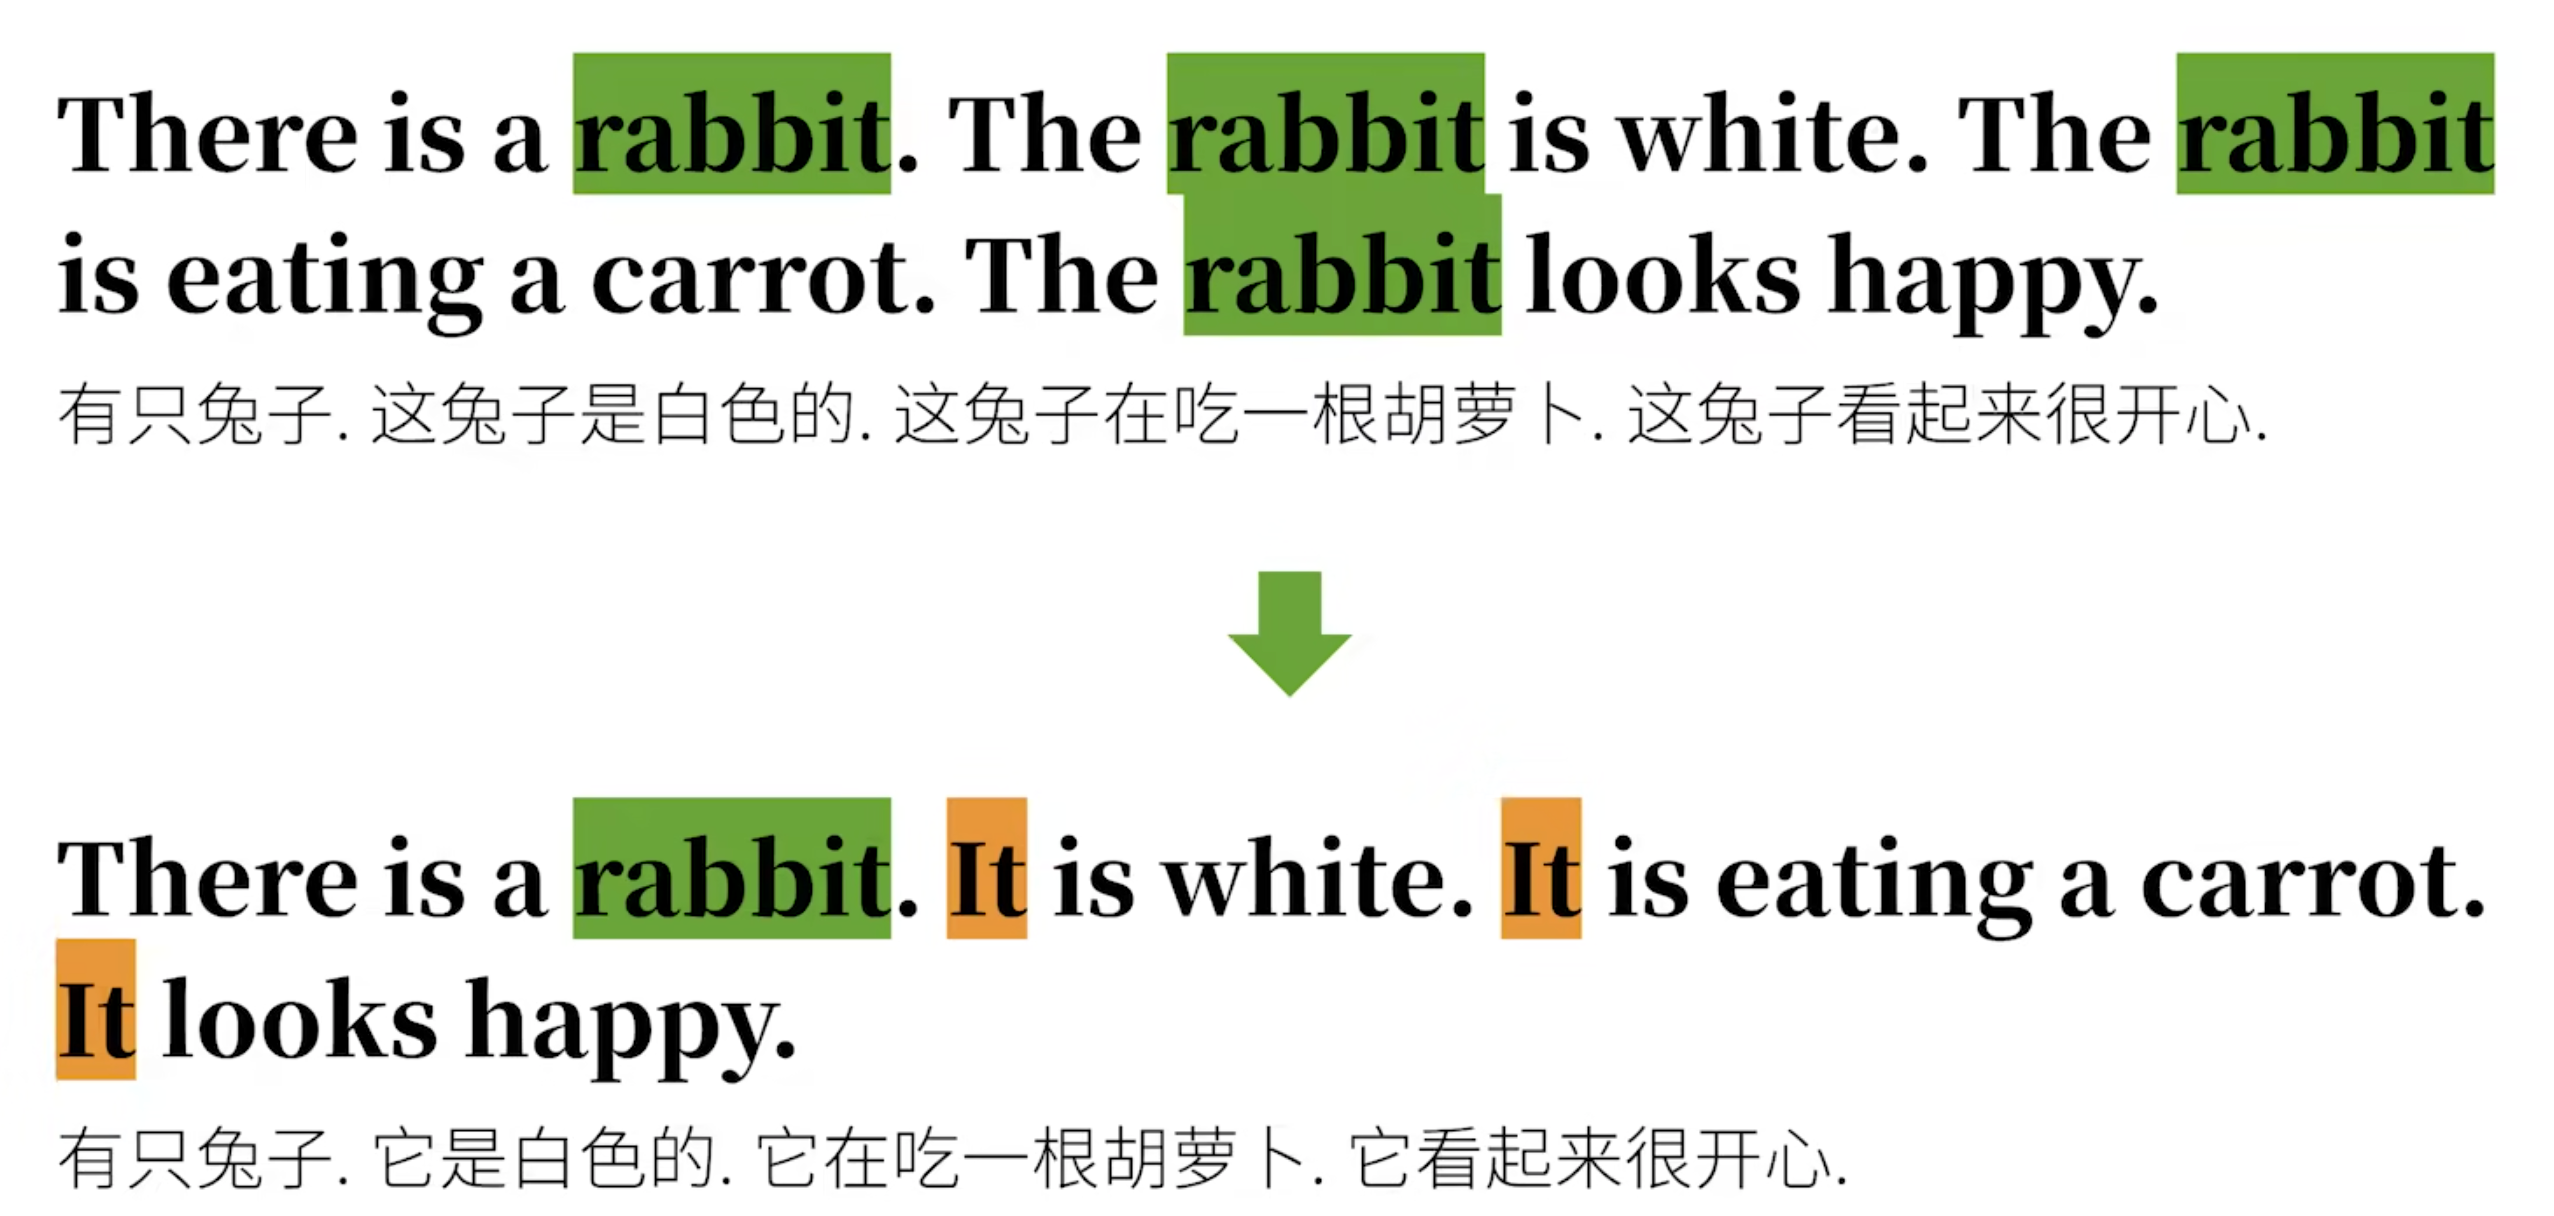 There is a rabbit. The rabbit is white. The rabbit
is eating a carrot. The rabbit looks happy.
有只兔子. 这兔子是白色的. 这兔子在吃一根胡萝卜. 这兔子看起来很开心.
There is a rabbit. It is white. It is eating a carrot.
It looks happy.
有只兔子. 它是白色的. 它在吃一根胡萝卜. 它看起来很开心.